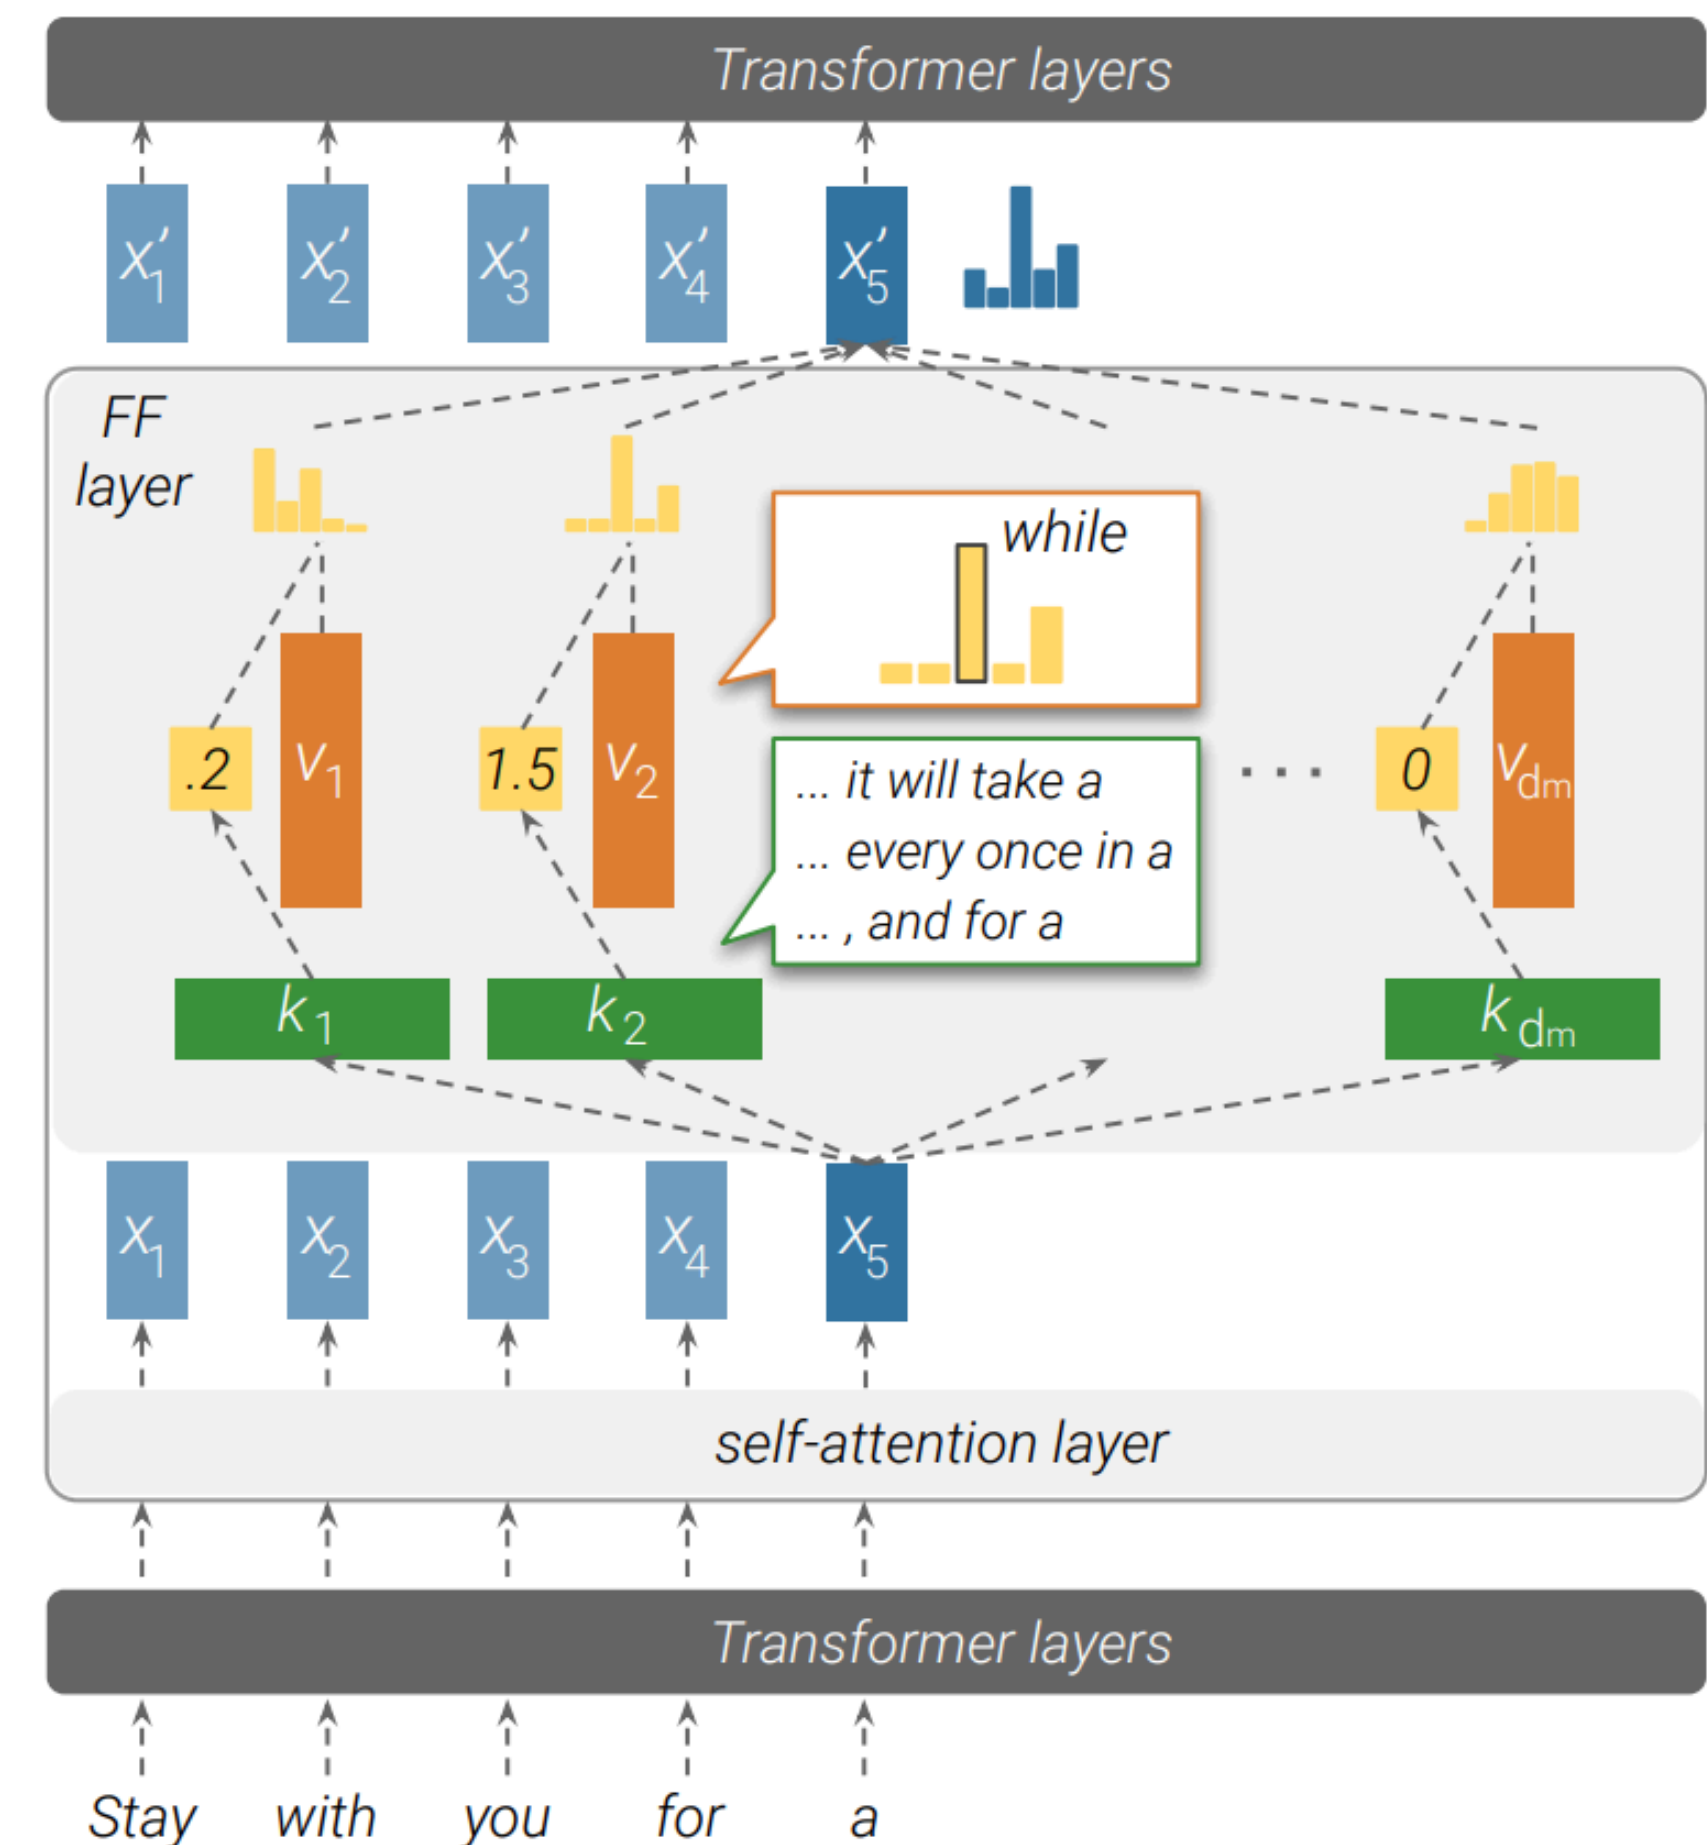 Transformer layers
x′1 x′2 x′3 x′4 x′5
FF
layer
while
.2 v1 1.5 v2 ... 0 vdm
... it will take a
... every once in a
... , and for a
k1 k2 kdm
x1 x2 x3 x4 x5
self-attention layer
Transformer layers
Stay with you for a